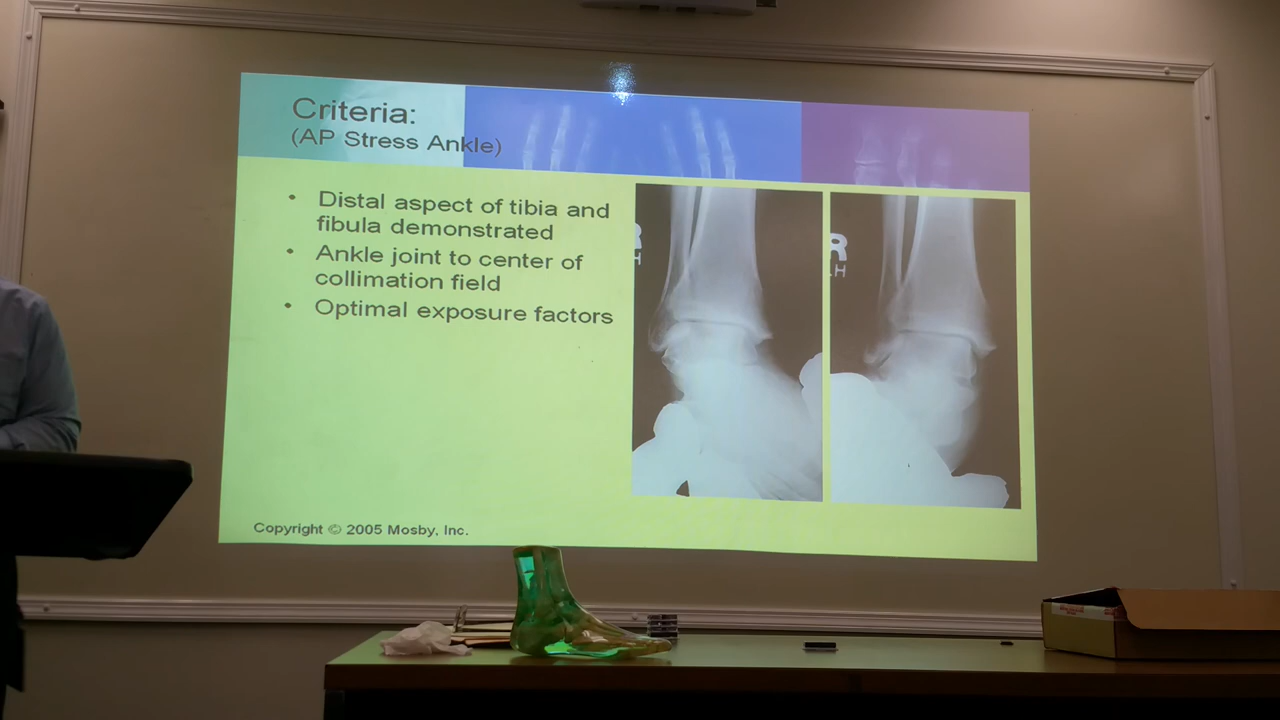 Criteria:
(AP Stress Ankle)
• Distal aspect of tibia and
fibula demonstrated
• Ankle joint to center of
collimation field
• Optimal exposure factors
R
H
R
LH
Copyright © 2005 Mosby, Inc.